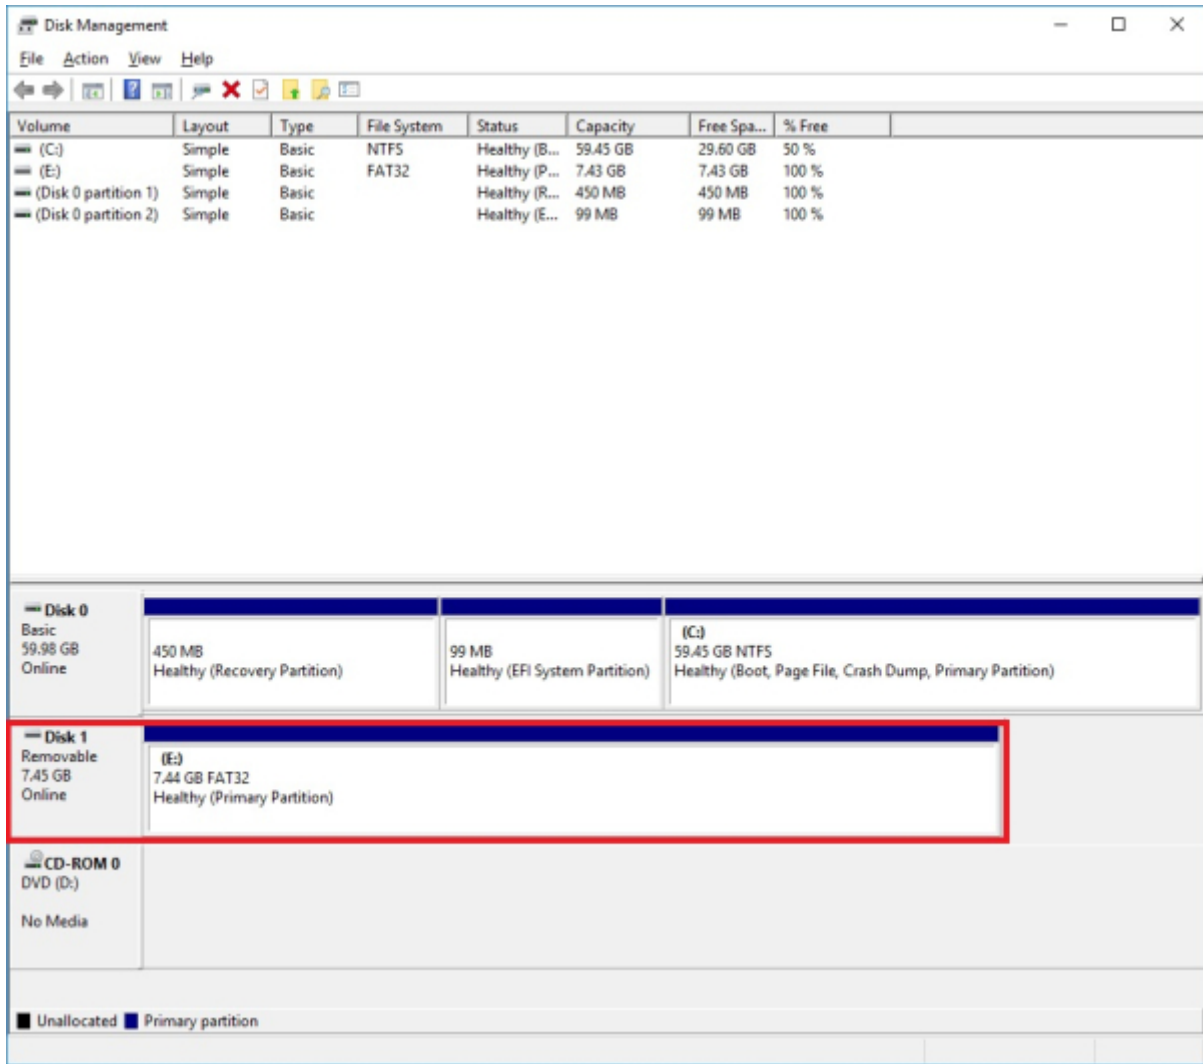 Disk Management
File Action View Help
Volume Layout Type File System Status Capacity Free Spa... % Free
(C:) Simple Basic NTFS Healthy (B... 59.45 GB 29.60 GB 50 %
(E:) Simple Basic FAT32 Healthy (P... 7.43 GB 7.43 GB 100 %
(Disk 0 partition 1) Simple Basic Healthy (R... 450 MB 450 MB 100 %
(Disk 0 partition 2) Simple Basic Healthy (E... 99 MB 99 MB 100 %
Disk 0
Basic
59.98 GB
Online
450 MB
Healthy (Recovery Partition)
99 MB
Healthy (EFI System Partition)
(C:)
59.45 GB NTFS
Healthy (Boot, Page File, Crash Dump, Primary Partition)
Disk 1
Removable
7.45 GB
Online
(E:)
7.44 GB FAT32
Healthy (Primary Partition)
CD-ROM 0
DVD (D:)
No Media
Unallocated Primary partition